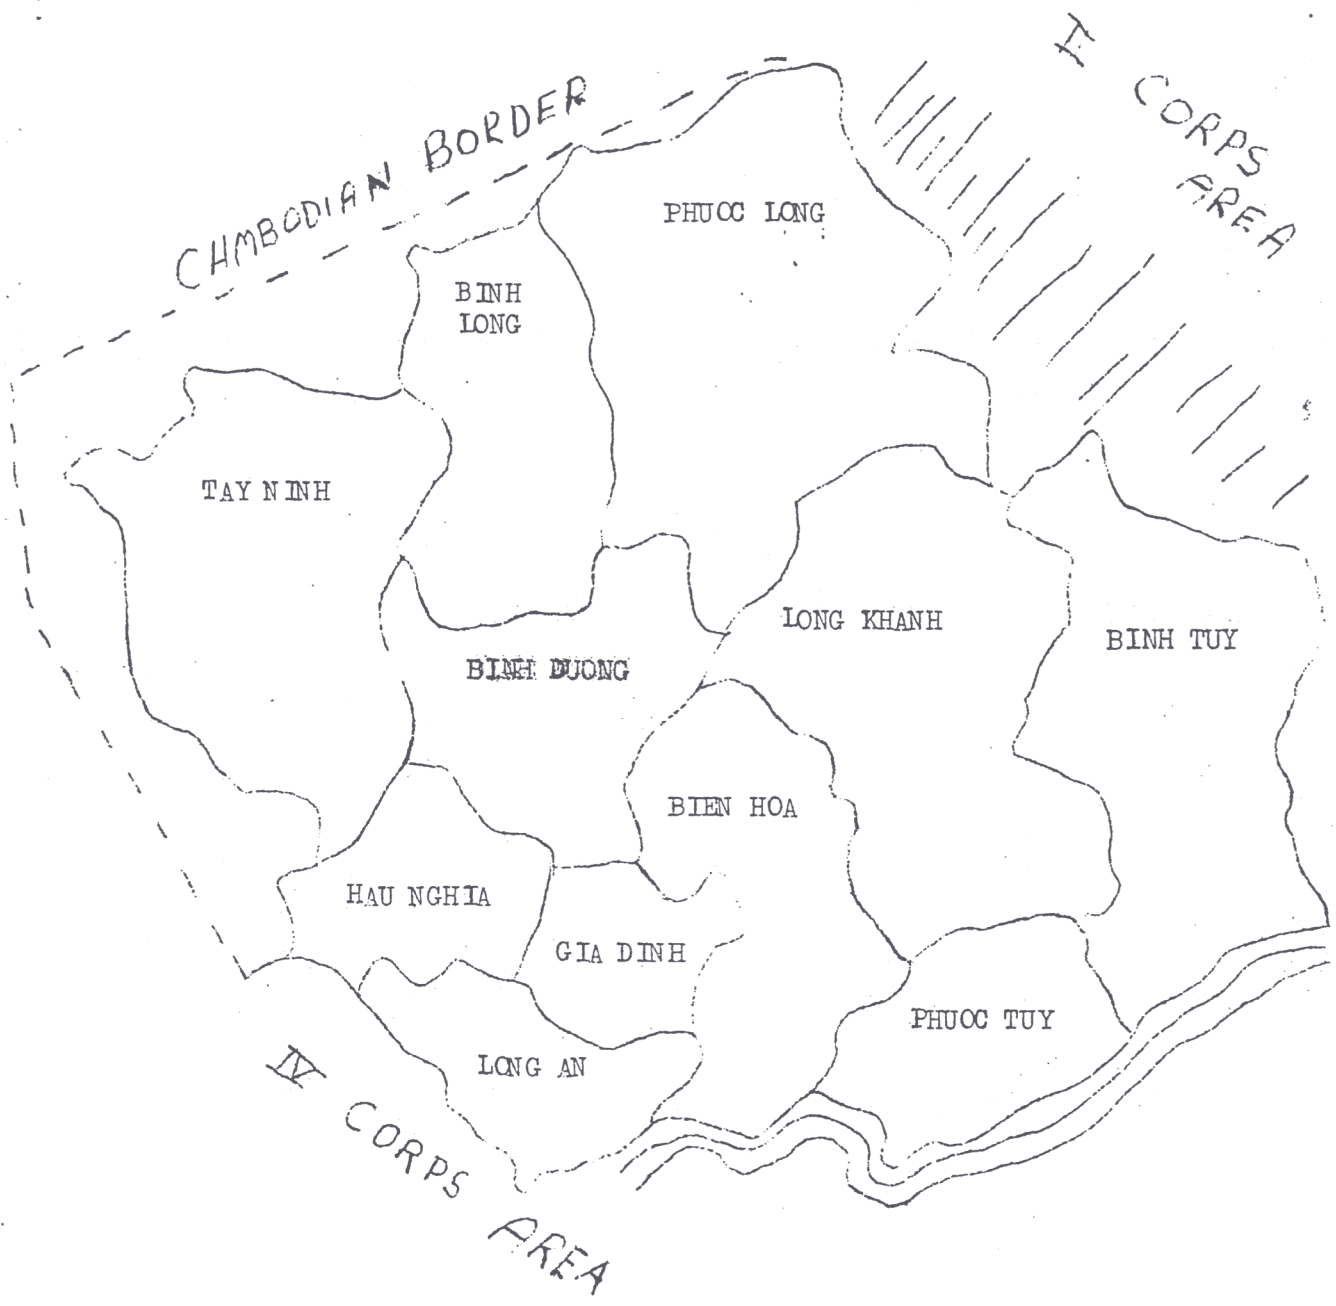 I CORPS
AREA
CAMBODIAN BORDER
PHUOC LONG
BINH
LONG
TAY NINH
LONG KHANH
BINH TUY
BINH DUONG
BIEN HOA
HAU NGHIA
GIA DINH
PHUOC TUY
LONG AN
IV CORPS
AREA